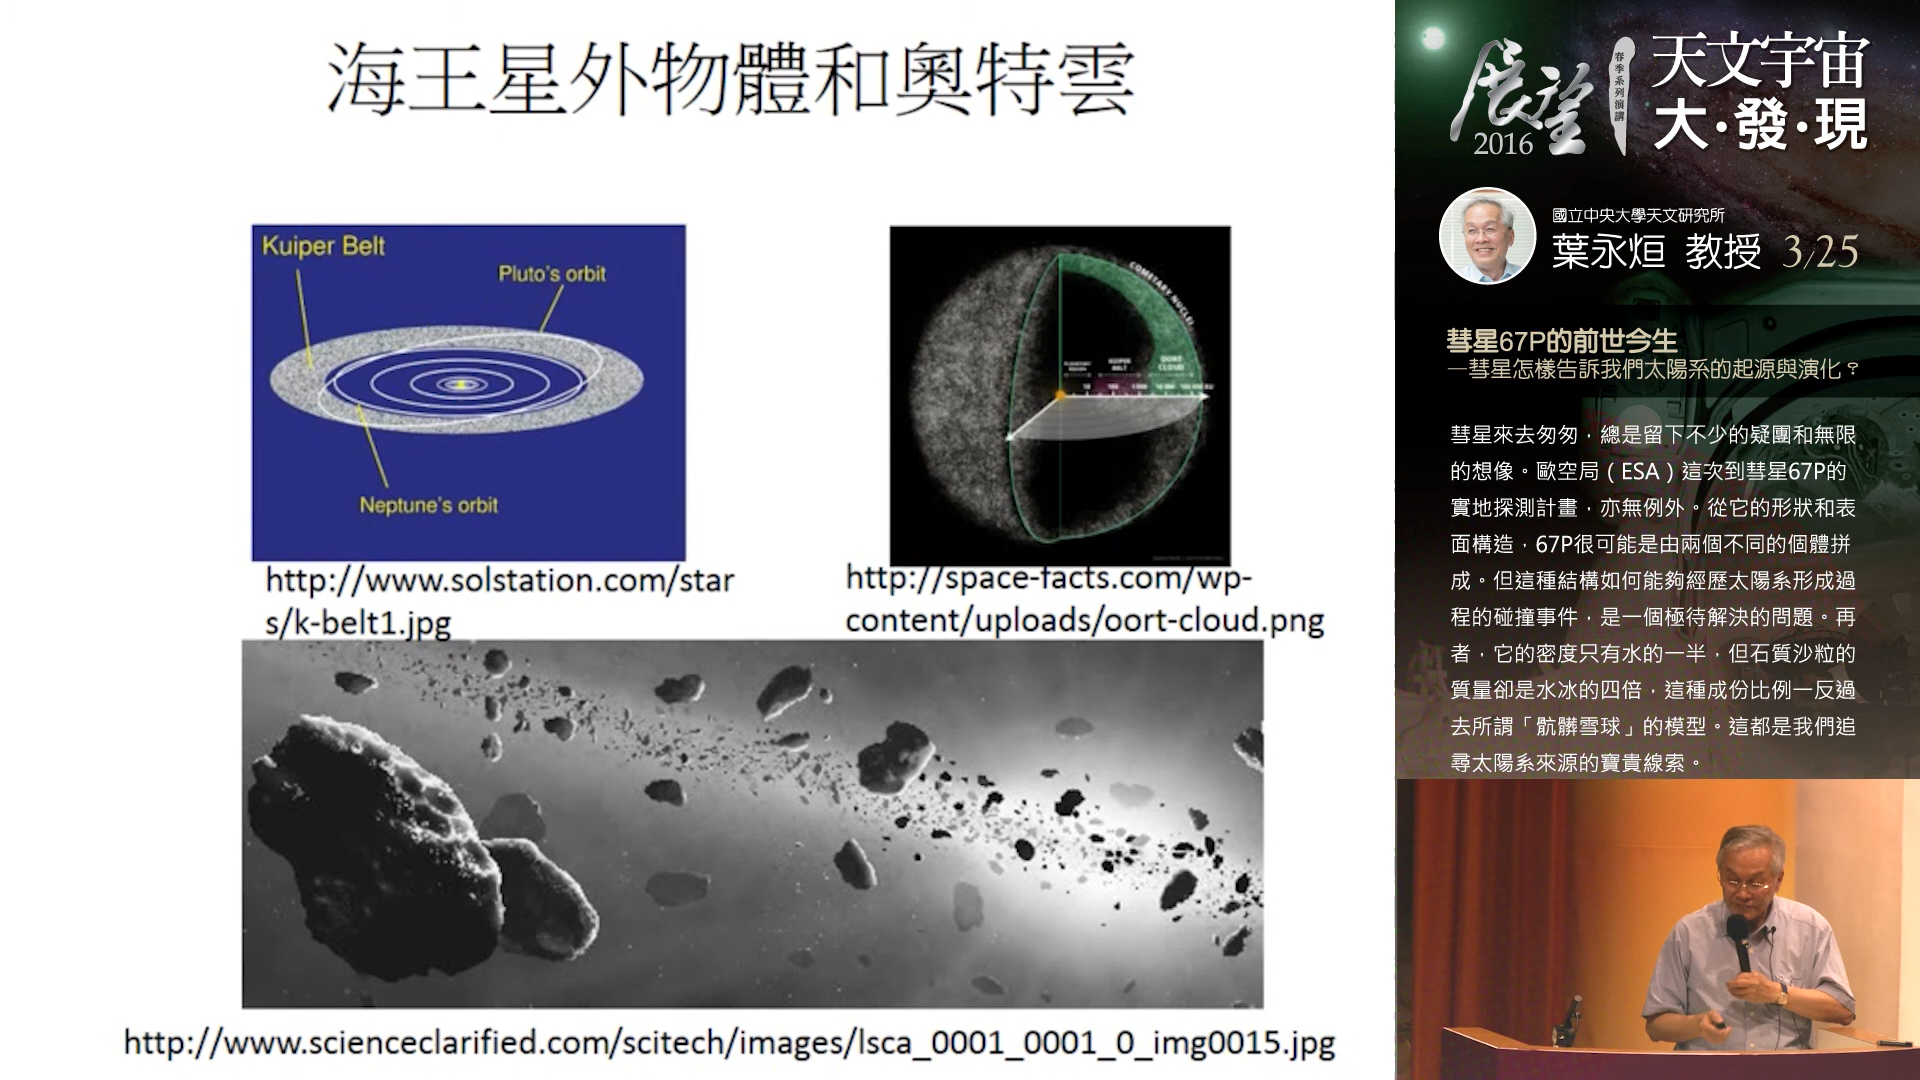 海王星外物體和奧特雲
Kuiper Belt
Pluto's orbit
Neptune's orbit
COMETARY NUCLEI
KUIPER
BELT
OORT
CLOUD
http://www.solstation.com/star
s/k-belt1.jpg
http://space-facts.com/wp-
content/uploads/oort-cloud.png
http://www.scienceclarified.com/scitech/images/lsca_0001_0001_0_img0015.jpg
展望
2016
春季系列演講
天文宇宙
大·發·現
國立中央大學天文研究所
葉永烜 教授 3/25
彗星67P的前世今生
—彗星怎樣告訴我們太陽系的起源與演化？
彗星來去匆匆，總是留下不少的疑團和無限
的想像。歐空局（ESA）這次到彗星67P的
實地探測計畫，亦無例外。從它的形狀和表
面構造，67P很可能是由兩個不同的個體拼
成。但這種結構如何能夠經歷太陽系形成過
程的碰撞事件，是一個極待解決的問題。再
者，它的密度只有水的一半，但石質沙粒的
質量卻是水冰的四倍，這種成份比例一反過
去所謂「骯髒雪球」的模型。這都是我們追
尋太陽系來源的寶貴線索。